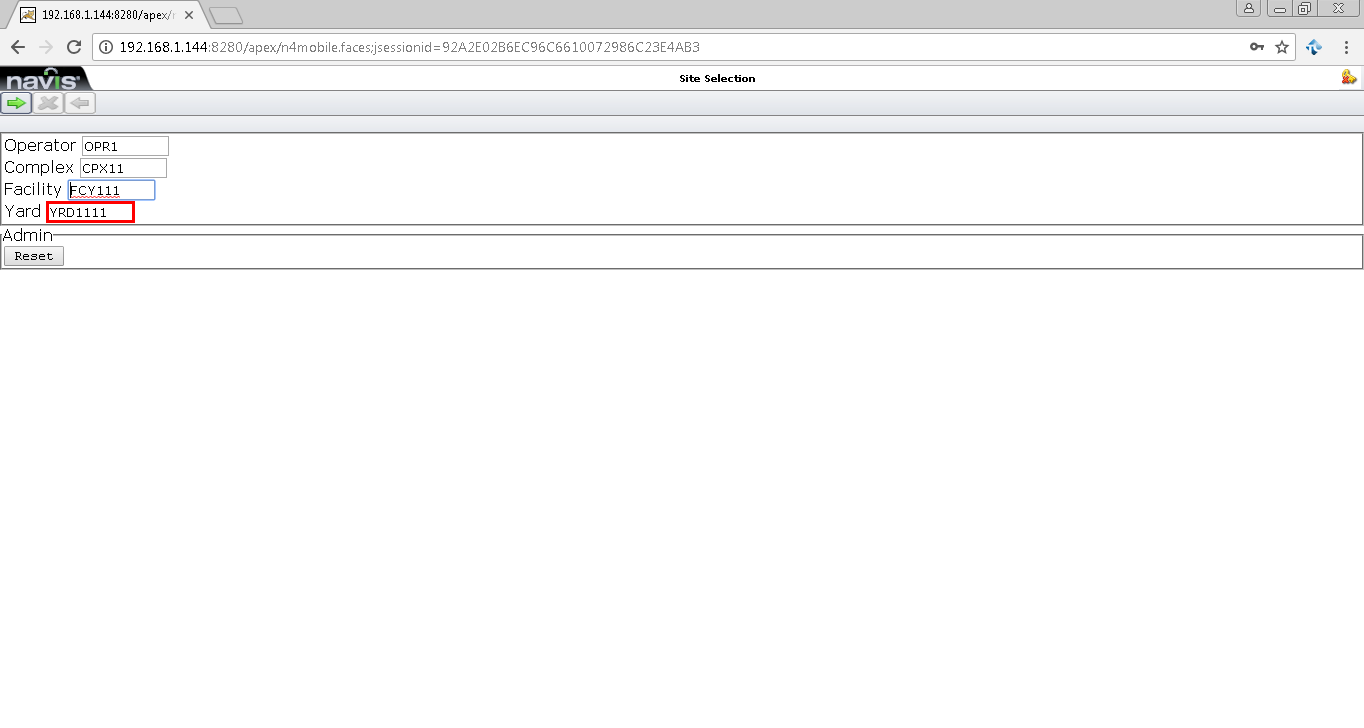 192.168.1.144:8280/apex/
192.168.1.144:8280/apex/n4mobile.faces;jsessionid=92A2E02B6EC96C6610072986C23E4AB3
navis
Site Selection
Operator OPR1
Complex CPX11
Facility FCY111
Yard YRD1111
Admin
Reset